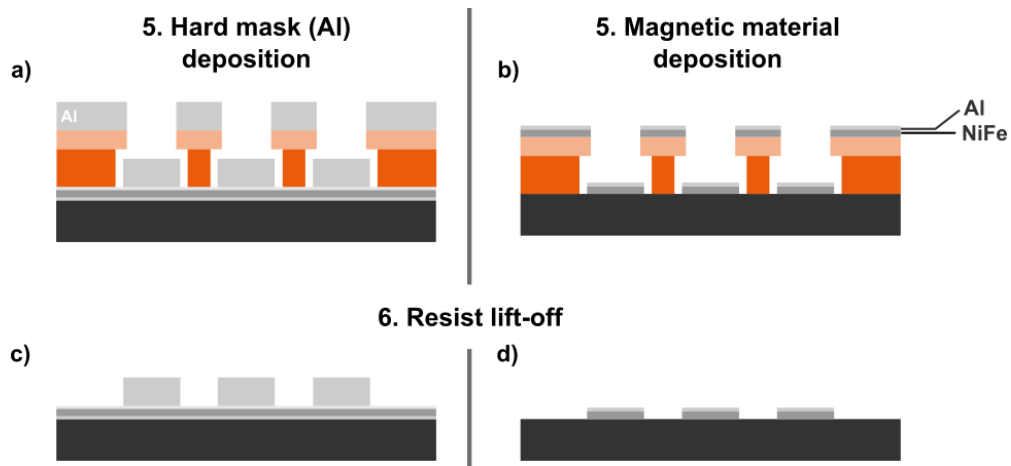 5. Hard mask (Al)
deposition
a)
Al
5. Magnetic material
deposition
b)
Al
NiFe
6. Resist lift-off
c)
d)